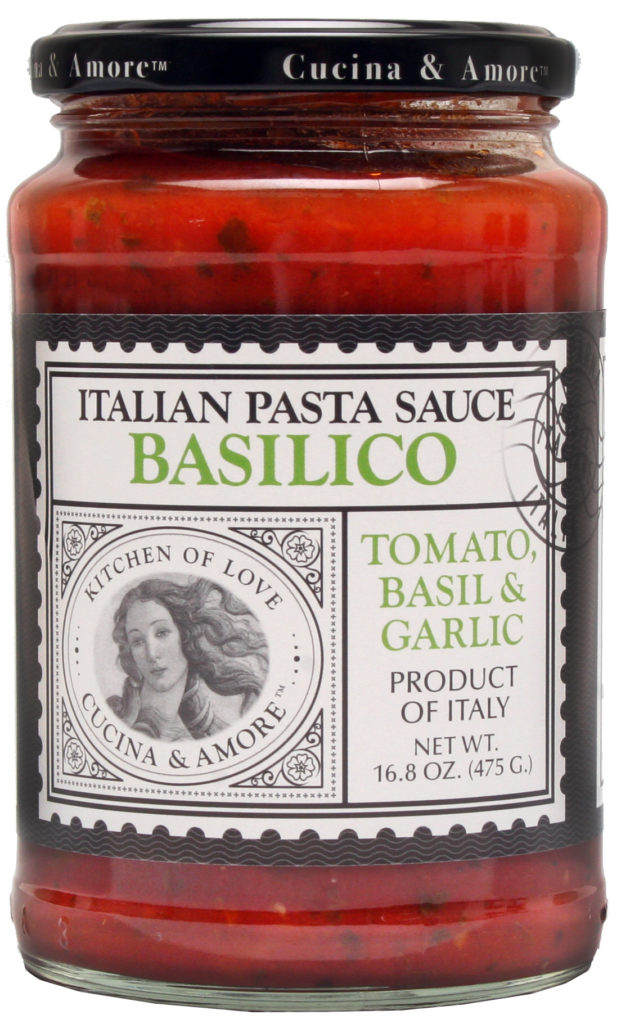 a & Amore™
Cucina & Amore™
ITALIAN PASTA SAUCE
BASILICO
KITCHEN OF LOVE
CUCINA & AMORE™
TOMATO,
BASIL &
GARLIC
PRODUCT
OF ITALY
NET WT.
16.8 OZ. (475 G.)